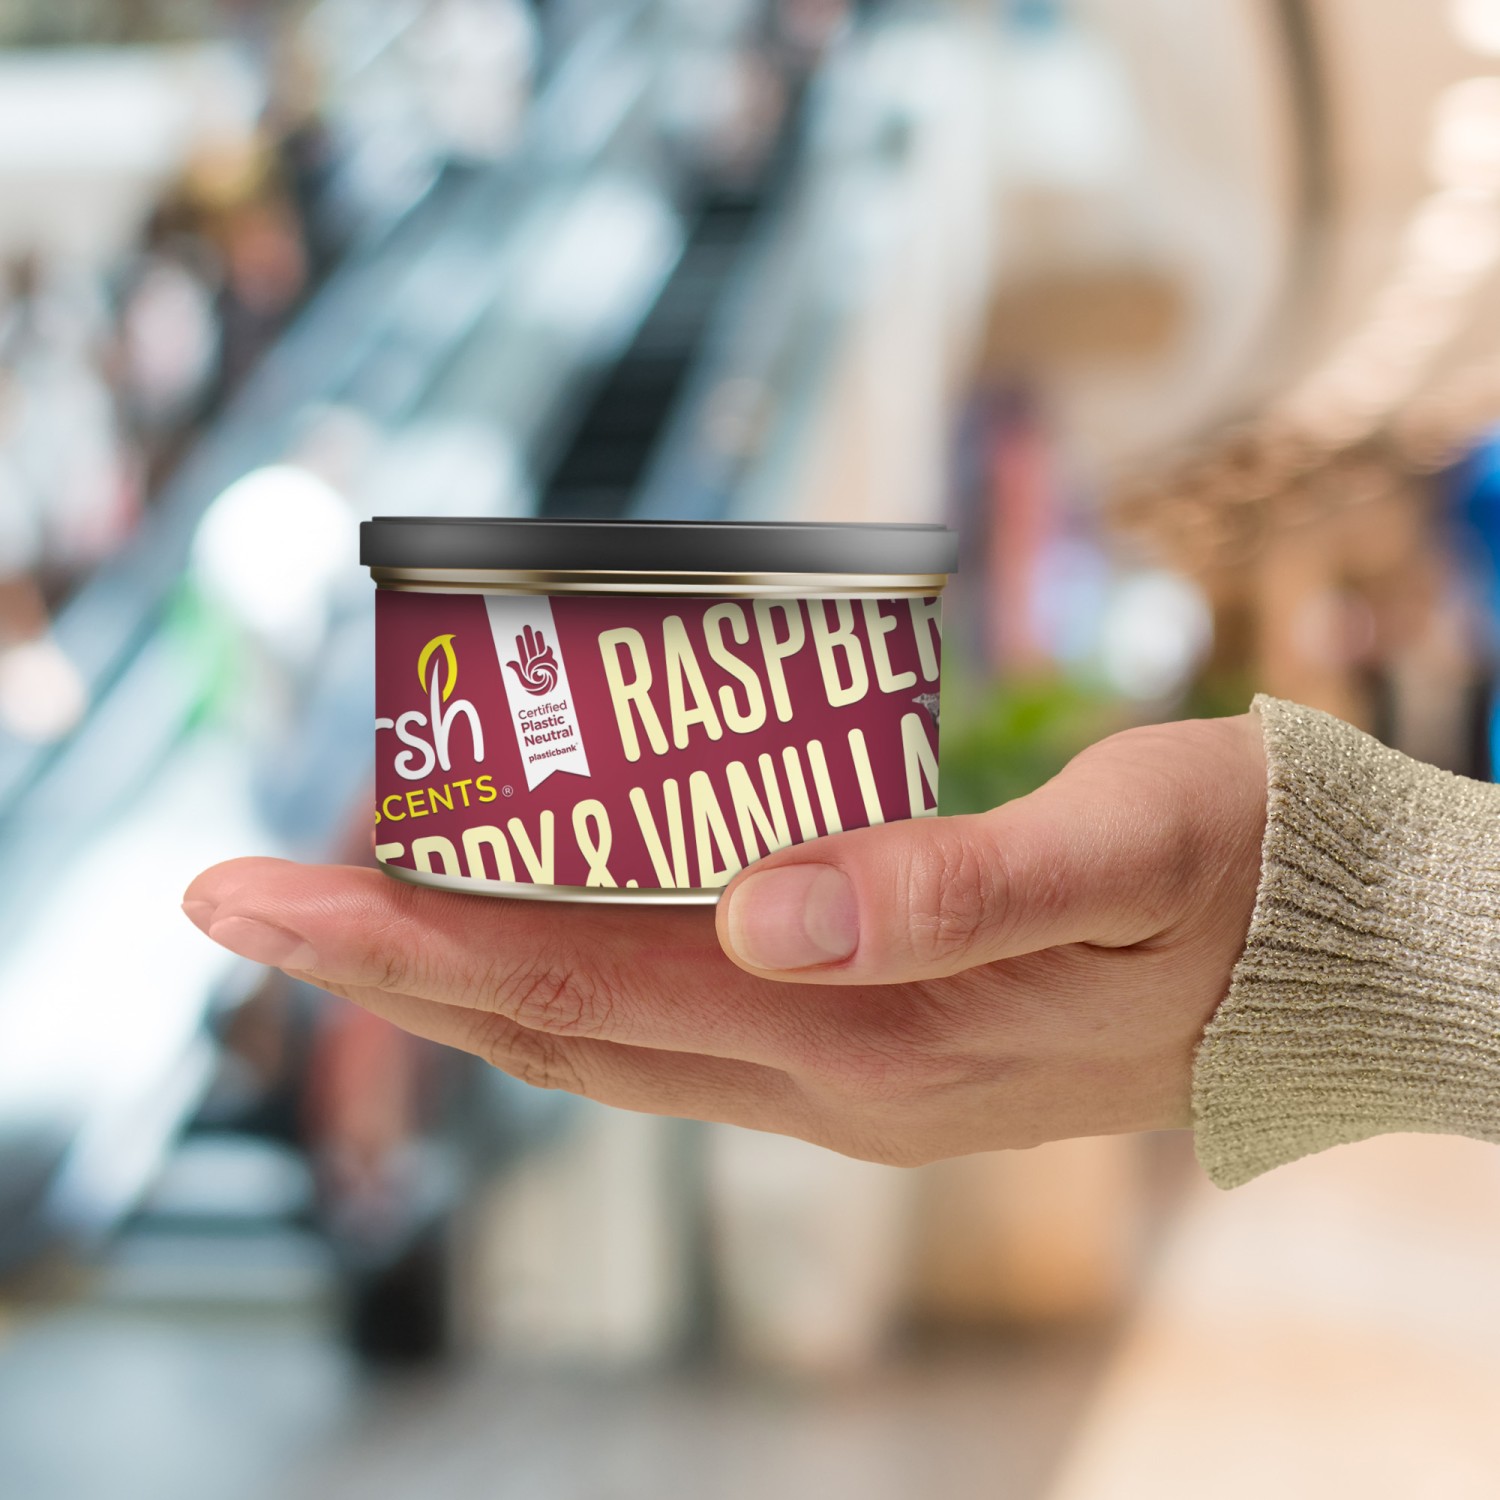 rsh
SCENTS®
Certified
Plastic
Neutral
plasticbank
RASPBER
ERRY & VANILLA